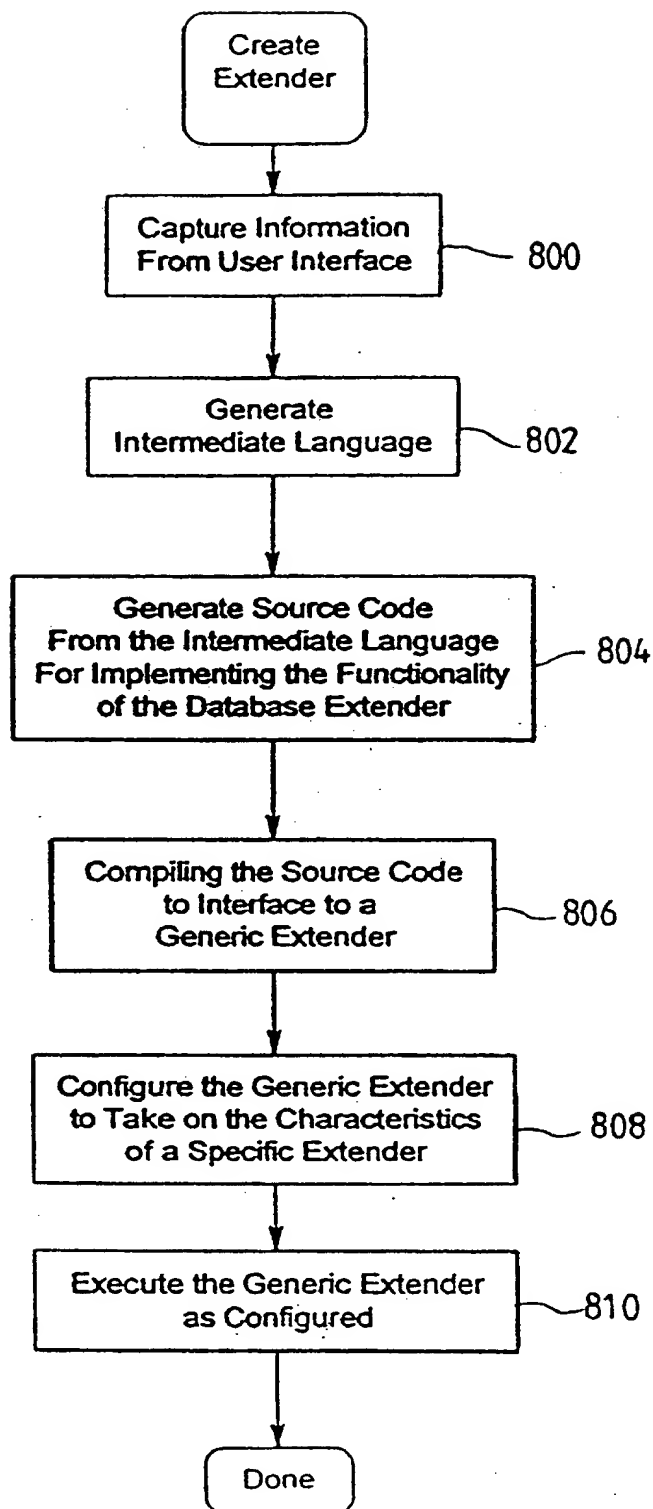 Create
Extender
Capture Information
From User Interface
800
Generate
Intermediate Language
802
Generate Source Code
From the Intermediate Language
For Implementing the Functionality
of the Database Extender
804
Compiling the Source Code
to Interface to a
Generic Extender
806
Configure the Generic Extender
to Take on the Characteristics
of a Specific Extender
808
Execute the Generic Extender
as Configured
810
Done